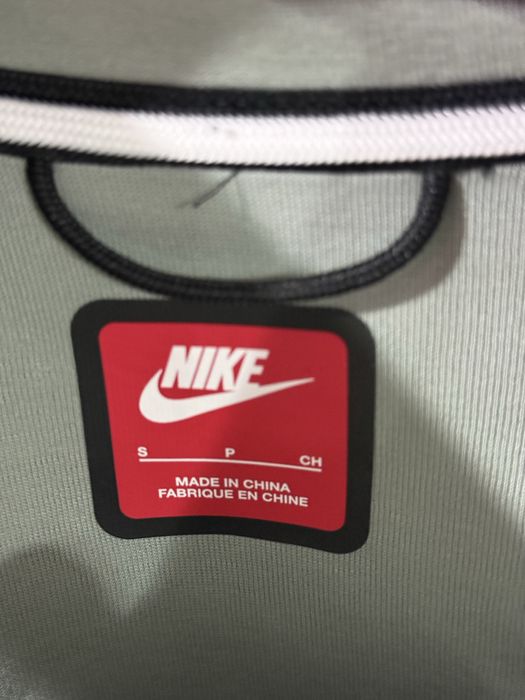 NIKE
S P CH
MADE IN CHINA
FABRIQUE EN CHINE